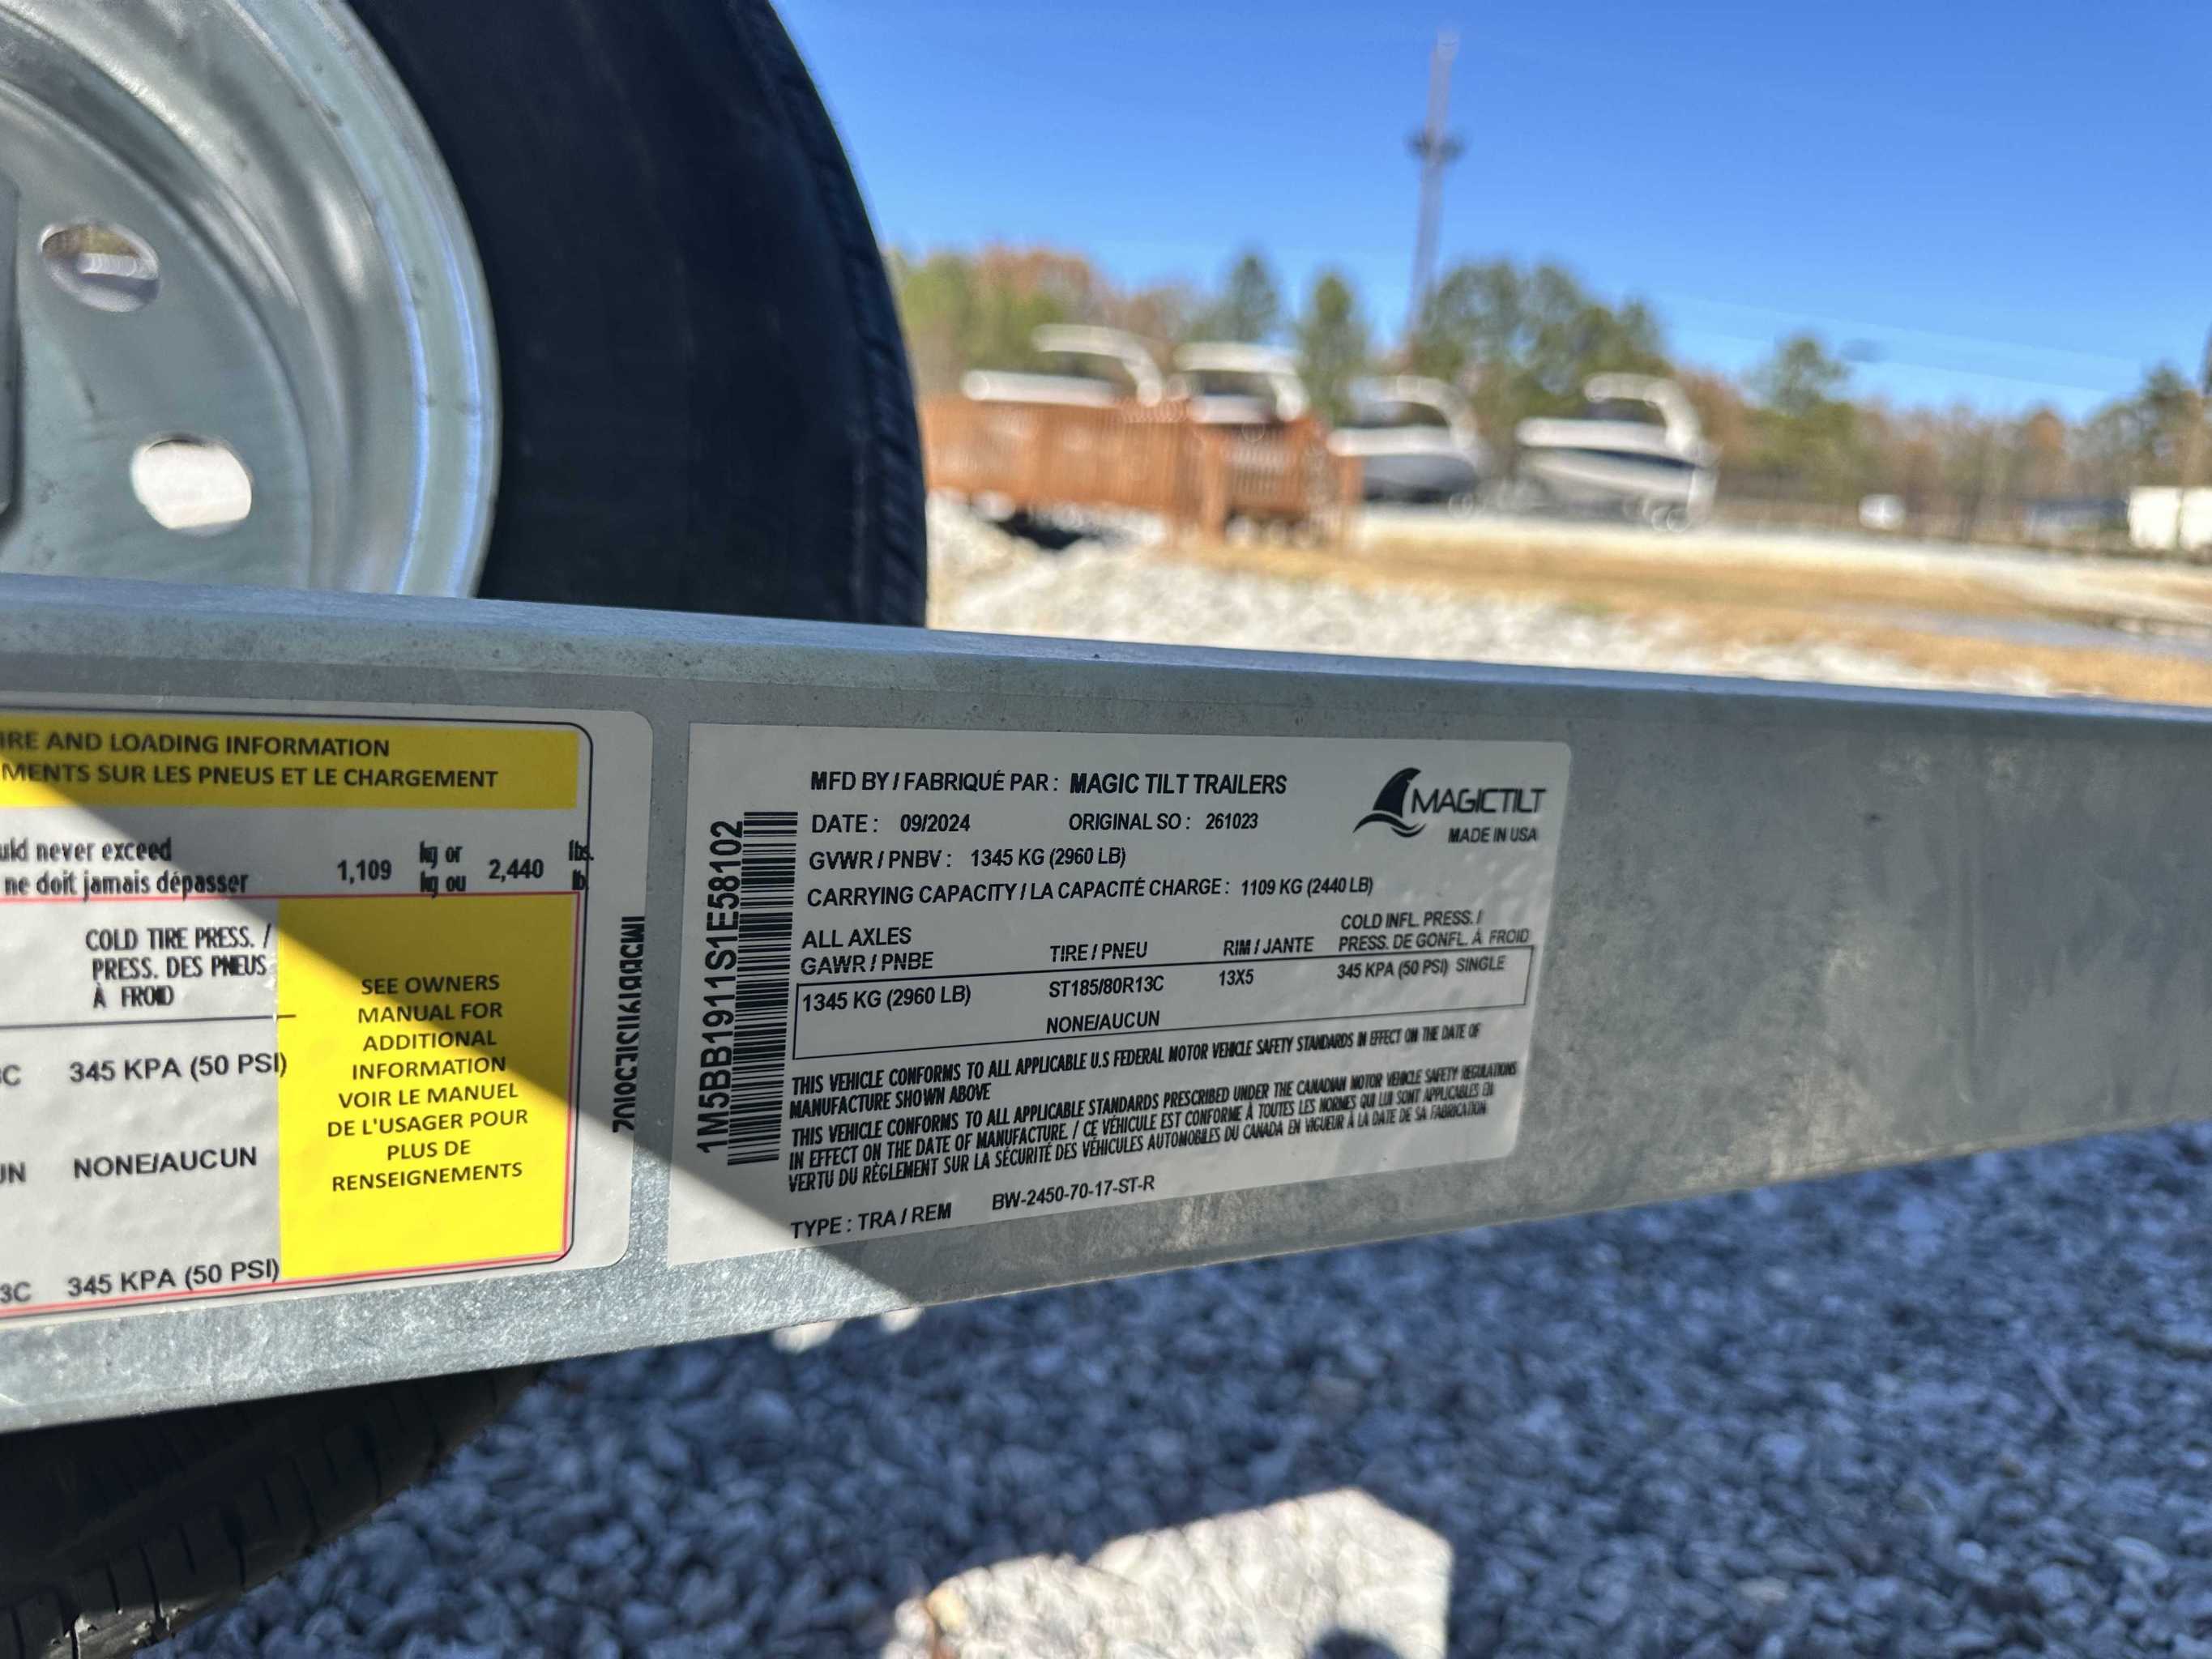 IRE AND LOADING INFORMATION
MENTS SUR LES PNEUS ET LE CHARGEMENT
uld never exceed
ne doit jamais dépasser
1,109
kg or
kg ou
2,440
lbs.
lb
COLD TIRE PRESS. /
PRESS. DES PNEUS
À FROID
3C 345 KPA (50 PSI)
UN NONE/AUCUN
3C 345 KPA (50 PSI)
SEE OWNERS
MANUAL FOR
ADDITIONAL
INFORMATION
VOIR LE MANUEL
DE L'USAGER POUR
PLUS DE
RENSEIGNEMENTS
1M5BB1911S1E58102
1M5BB1911S1E58102
MFD BY / FABRIQUÉ PAR : MAGIC TILT TRAILERS
DATE : 09/2024 ORIGINAL SO : 261023
MAGICTILT
MADE IN USA
GVWR / PNBV : 1345 KG (2960 LB)
CARRYING CAPACITY / LA CAPACITÉ CHARGE : 1109 KG (2440 LB)
ALL AXLES
GAWR / PNBE
TIRE / PNEU
RIM / JANTE
COLD INFL. PRESS. /
PRESS. DE GONFL. À FROID
1345 KG (2960 LB) ST185/80R13C 13X5 345 KPA (50 PSI) SINGLE
NONE/AUCUN
THIS VEHICLE CONFORMS TO ALL APPLICABLE U.S FEDERAL MOTOR VEHICLE SAFETY STANDARDS IN EFFECT ON THE DATE OF
MANUFACTURE SHOWN ABOVE
THIS VEHICLE CONFORMS TO ALL APPLICABLE STANDARDS PRESCRIBED UNDER THE CANADIAN MOTOR VEHICLE SAFETY REGULATIONS
IN EFFECT ON THE DATE OF MANUFACTURE. / CE VÉHICULE EST CONFORME À TOUTES LES NORMES QUI LUI SONT APPLICABLES EN
VERTU DU RÈGLEMENT SUR LA SÉCURITÉ DES VÉHICULES AUTOMOBILES DU CANADA EN VIGUEUR À LA DATE DE SA FABRICATION
TYPE : TRA / REM BW-2450-70-17-ST-R